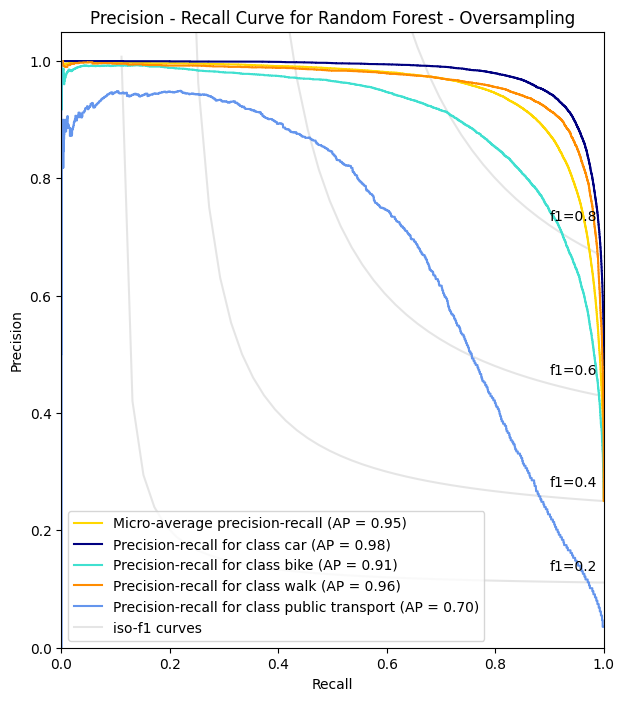 Precision - Recall Curve for Random Forest - Oversampling
1.0
0.8
0.6
0.4
0.2
0.0
Precision
f1=0.8
f1=0.6
f1=0.4
f1=0.2
Micro-average precision-recall (AP = 0.95)
Precision-recall for class car (AP = 0.98)
Precision-recall for class bike (AP = 0.91)
Precision-recall for class walk (AP = 0.96)
Precision-recall for class public transport (AP = 0.70)
iso-f1 curves
0.0 0.2 0.4 0.6 0.8 1.0
Recall